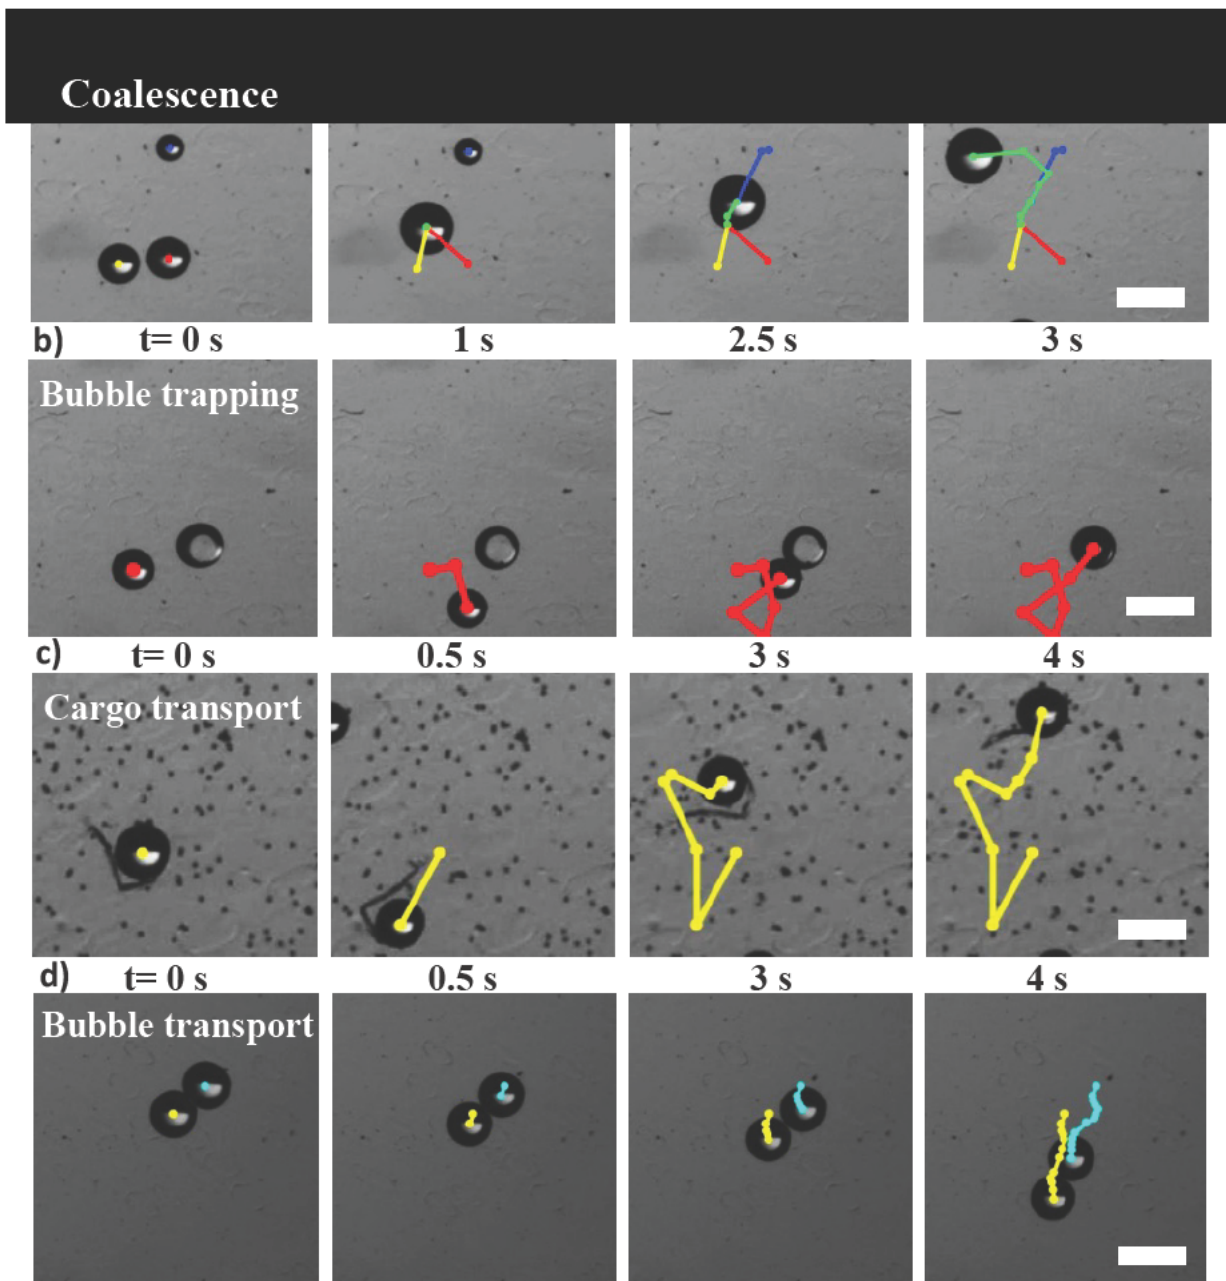 Coalescence
b) t= 0 s 1 s 2.5 s 3 s
Bubble trapping
c) t= 0 s 0.5 s 3 s 4 s
Cargo transport
d) t= 0 s 0.5 s 3 s 4 s
Bubble transport